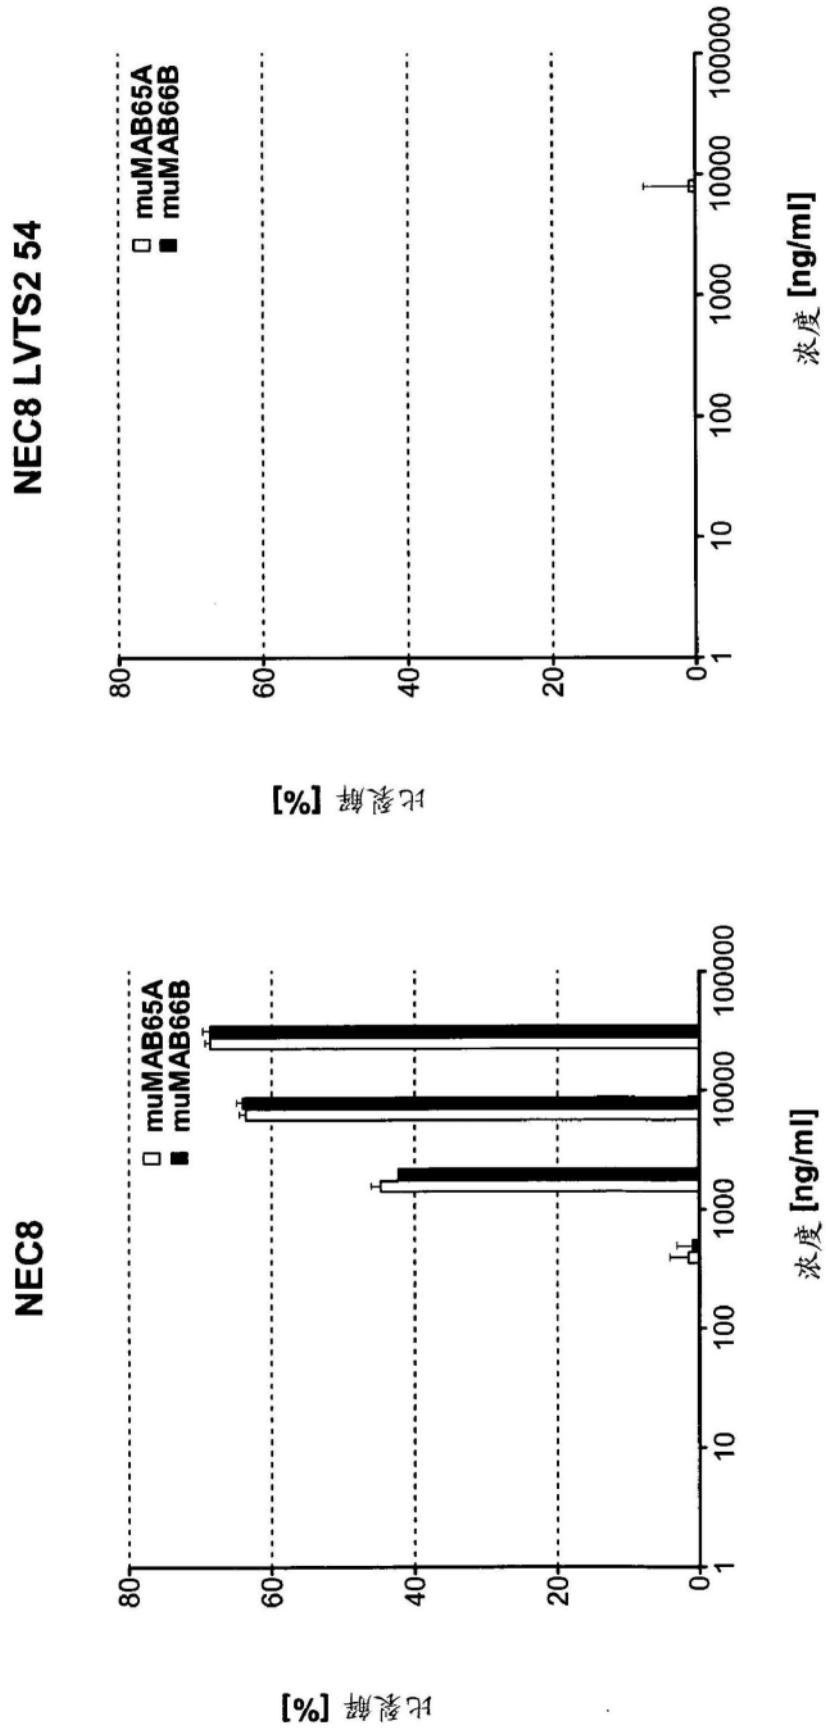 NEC8
比裂解 [%]
80
60
40
20
0
muMAB65A
muMAB66B
1
10
100
1000
10000
100000
浓度 [ng/ml]
NEC8 LVTS2 54
比裂解 [%]
80
60
40
20
0
muMAB65A
muMAB66B
1
10
100
1000
10000
100000
浓度 [ng/ml]